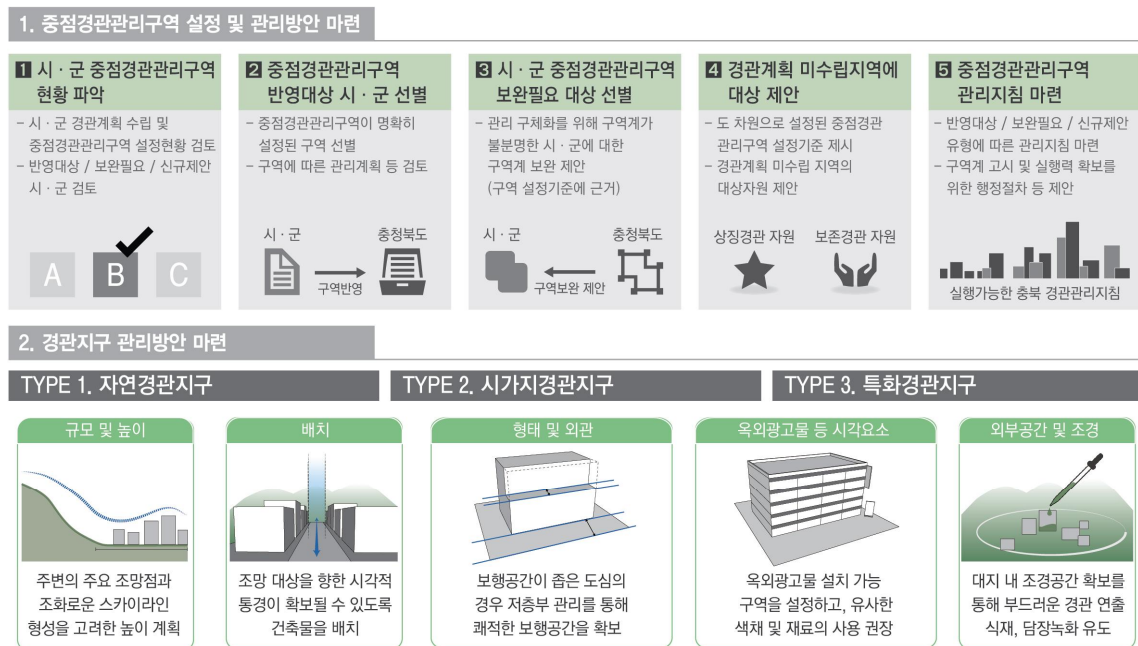 1. 중점경관관리구역 설정 및 관리방안 마련
1 시 · 군 중점경관관리구역
현황 파악
- 시 · 군 경관계획 수립 및
중점경관관리구역 설정현황 검토
- 반영대상 / 보완필요 / 신규제안
시 · 군 검토
A B C
2 중점경관관리구역
반영대상 시 · 군 선별
- 중점경관관리구역이 명확히
설정된 구역 선별
- 구역에 따른 관리계획 등 검토
시 · 군 충청북도
구역반영
3 시 · 군 중점경관관리구역
보완필요 대상 선별
- 관리 구체화를 위해 구역계가
불분명한 시 · 군에 대한
구역계 보완 제안
(구역 설정기준에 근거)
시 · 군 충청북도
구역보완 제안
4 경관계획 미수립지역에
대상 제안
- 도 차원으로 설정된 중점경관
관리구역 설정기준 제시
- 경관계획 미수립 지역의
대상자원 제안
상징경관 자원 보존경관 자원
5 중점경관관리구역
관리지침 마련
- 반영대상 / 보완필요 / 신규제안
유형에 따른 관리지침 마련
- 구역계 고시 및 실행력 확보를
위한 행정절차 등 제안
실행가능한 충북 경관관리지침
2. 경관지구 관리방안 마련
TYPE 1. 자연경관지구
TYPE 2. 시가지경관지구
TYPE 3. 특화경관지구
규모 및 높이
주변의 주요 조망점과
조화로운 스카이라인
형성을 고려한 높이 계획
배치
조망 대상을 향한 시각적
통경이 확보될 수 있도록
건축물을 배치
형태 및 외관
보행공간이 좁은 도심의
경우 저층부 관리를 통해
쾌적한 보행공간을 확보
옥외광고물 등 시각요소
옥외광고물 설치 가능
구역을 설정하고, 유사한
색채 및 재료의 사용 권장
외부공간 및 조경
대지 내 조경공간 확보를
통해 부드러운 경관 연출
식재, 담장녹화 유도